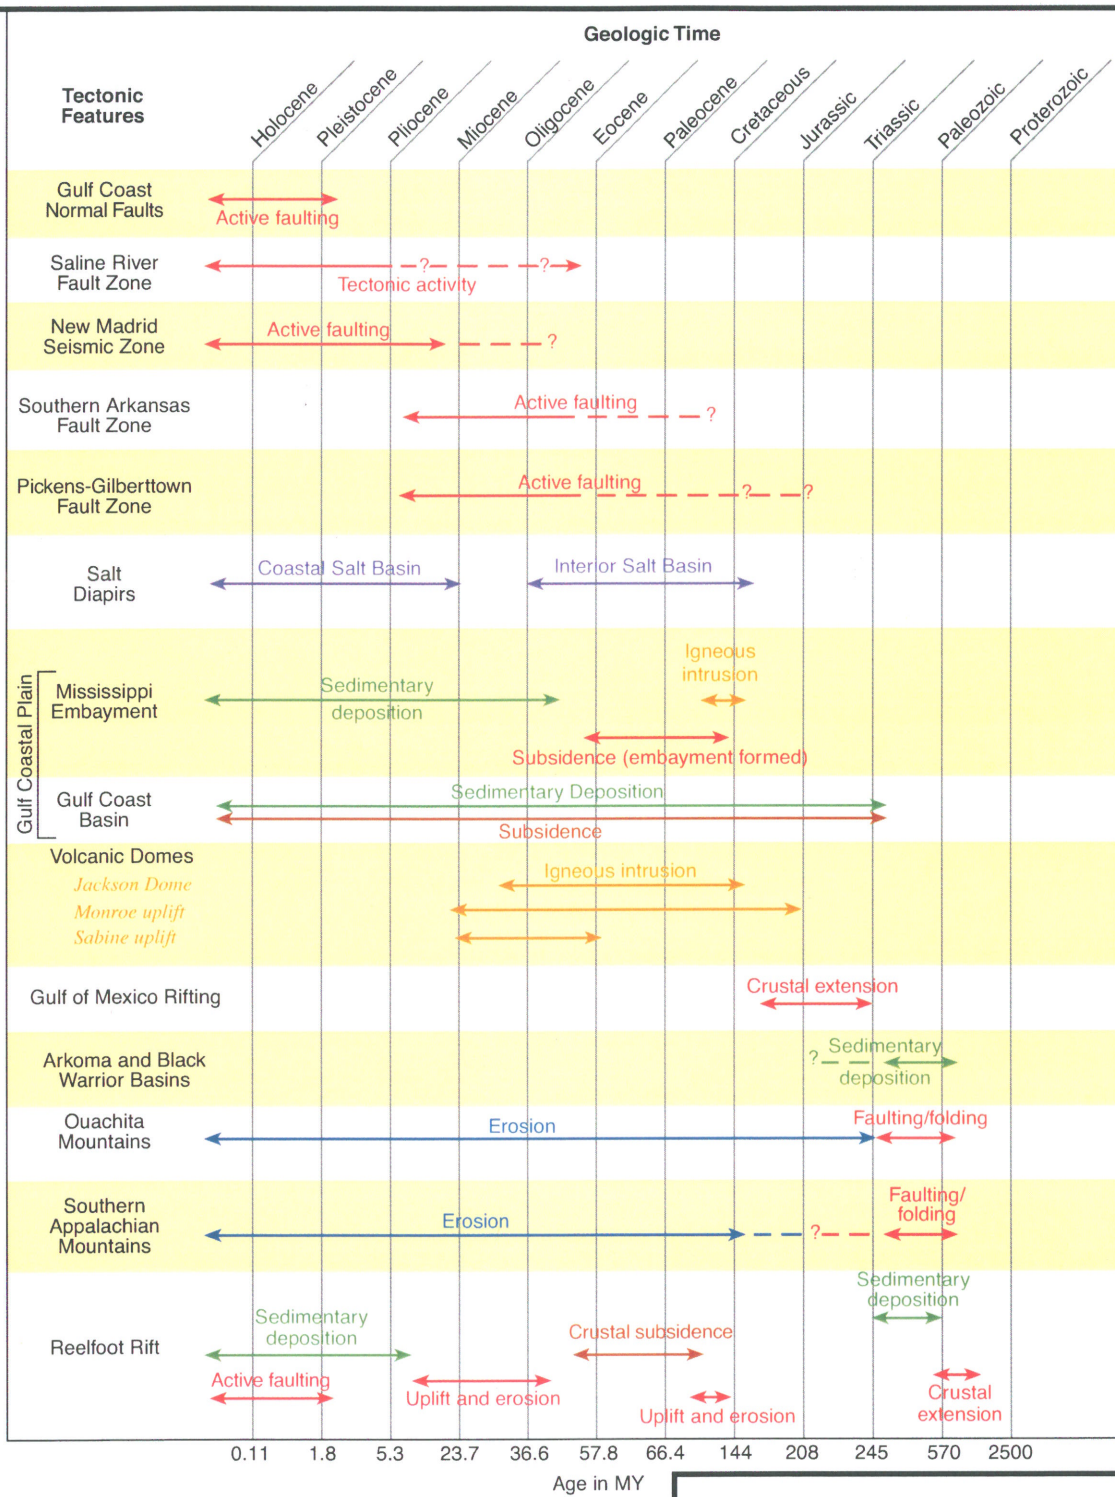 Geologic Time
Tectonic
Features
Holocene
Pleistocene
Pliocene
Miocene
Oligocene
Eocene
Paleocene
Cretaceous
Jurassic
Triassic
Paleozoic
Proterozoic
Gulf Coast
Normal Faults
Active faulting
Saline River
Fault Zone
?
?
Tectonic activity
New Madrid
Seismic Zone
Active faulting
?
Southern Arkansas
Fault Zone
Active faulting
?
Pickens-Gilberttown
Fault Zone
Active faulting
?
?
Salt
Diapirs
Coastal Salt Basin
Interior Salt Basin
Gulf Coastal Plain
Mississippi
Embayment
Sedimentary
deposition
Igneous
intrusion
Subsidence (embayment formed)
Gulf Coast
Basin
Sedimentary Deposition
Subsidence
Volcanic Domes
Jackson Dome
Monroe uplift
Sabine uplift
Igneous intrusion
Gulf of Mexico Rifting
Crustal extension
Arkoma and Black
Warrior Basins
?
Sedimentary
deposition
Ouachita
Mountains
Erosion
Faulting/folding
Southern
Appalachian
Mountains
Erosion
?
Faulting/
folding
Reelfoot Rift
Sedimentary
deposition
Active faulting
Uplift and erosion
Crustal subsidence
Uplift and erosion
Sedimentary
deposition
Crustal
extension
0.11 1.8 5.3 23.7 36.6 57.8 66.4 144 208 245 570 2500
Age in MY